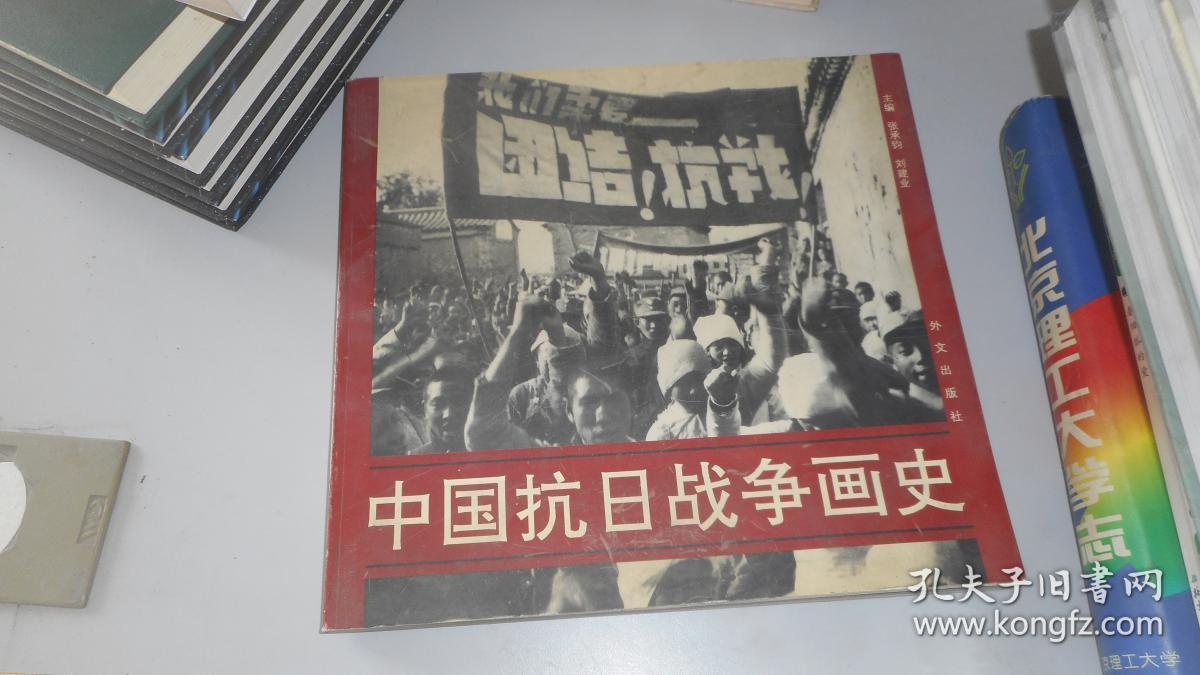 我们要一
团结!抗战!
主编 张承钧 刘建业
外文出版社
中国抗日战争画史
北京理工大学志
京理工大学
孔夫子旧书网
www.kongfz.com